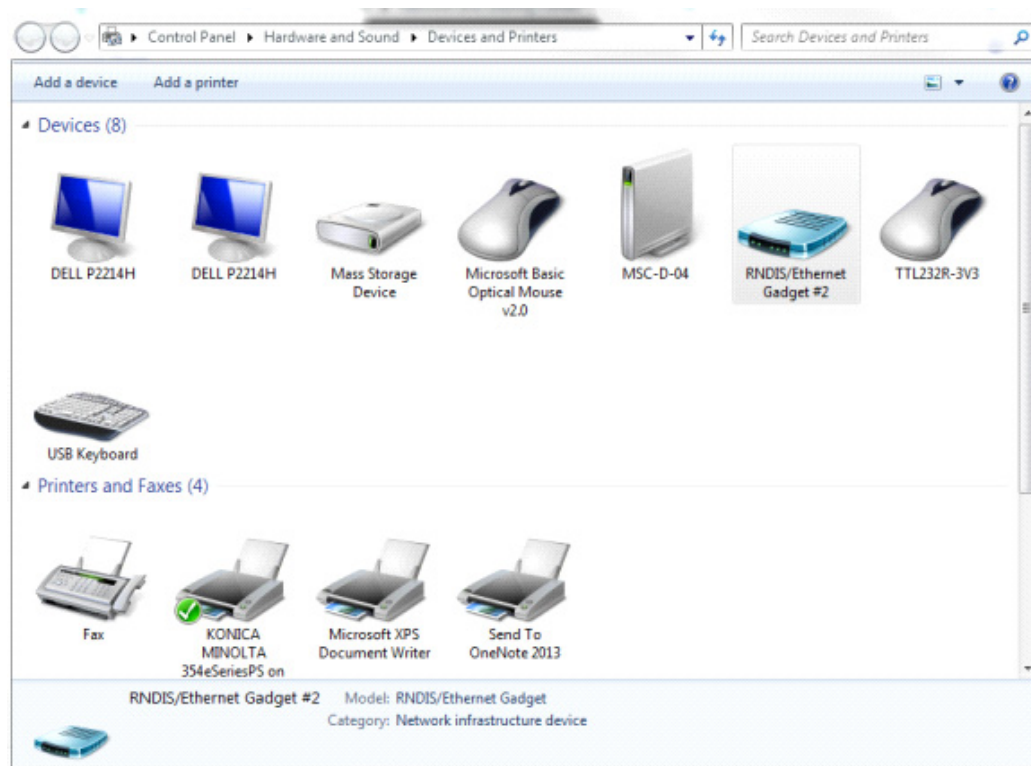 Control Panel ▸ Hardware and Sound ▸ Devices and Printers
Search Devices and Printers
Add a device Add a printer
Devices (8)
DELL P2214H
DELL P2214H
Mass Storage
Device
Microsoft Basic
Optical Mouse
v2.0
MSC-D-04
RNDIS/Ethernet
Gadget #2
TTL232R-3V3
USB Keyboard
Printers and Faxes (4)
Fax
KONICA
MINOLTA
354eSeriesPS on
Microsoft XPS
Document Writer
Send To
OneNote 2013
RNDIS/Ethernet Gadget #2 Model: RNDIS/Ethernet Gadget
Category: Network infrastructure device